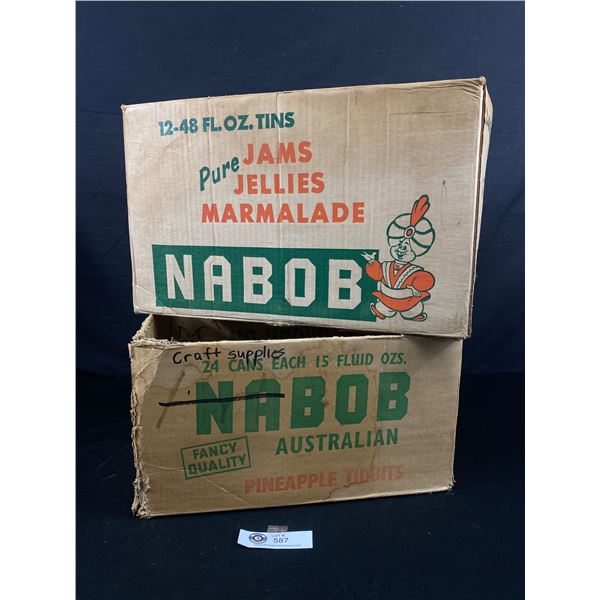 12-48 FL.OZ.TINS
Pure JAMS
JELLIES
MARMALADE
NABOB
Craft supplies
24 CANS EACH 15 FLUID OZS.
NABOB
AUSTRALIAN
FANCY
QUALITY
PINEAPPLE TIDBITS
LOT#
587